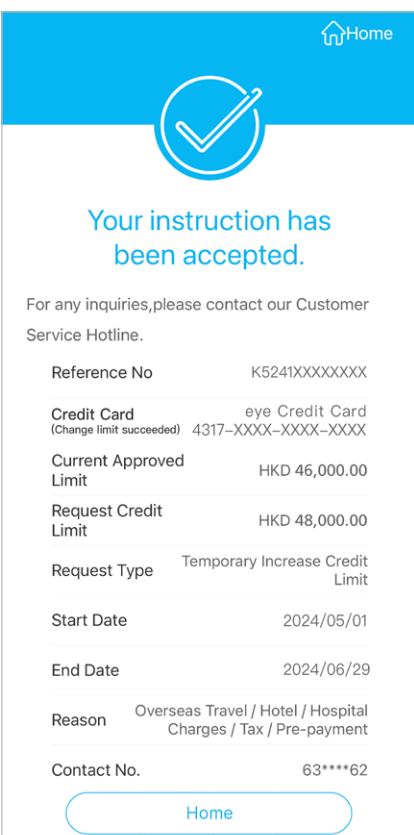 Home
Your instruction has
been accepted.
For any inquiries,please contact our Customer
Service Hotline.
Reference No K5241XXXXXXXX
Credit Card eye Credit Card
(Change limit succeeded) 4317–XXXX–XXXX–XXXX
Current Approved
Limit HKD 46,000.00
Request Credit
Limit HKD 48,000.00
Request Type Temporary Increase Credit
Limit
Start Date 2024/05/01
End Date 2024/06/29
Reason Overseas Travel / Hotel / Hospital
Charges / Tax / Pre-payment
Contact No. 63****62
Home